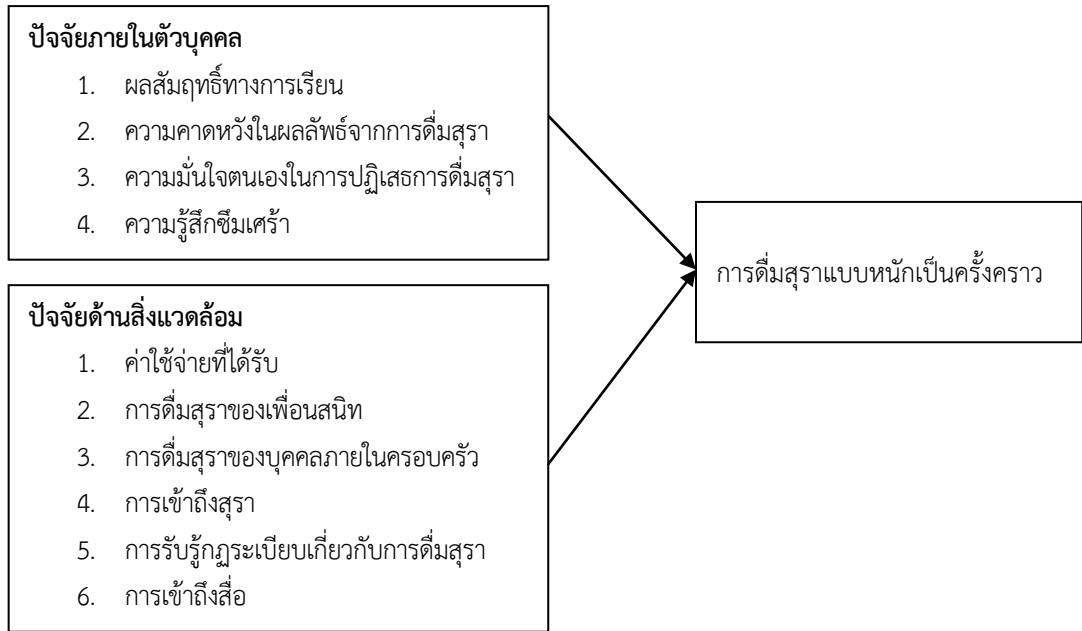 ปัจจัยภายในตัวบุคคล
1. ผลสัมฤทธิ์ทางการเรียน
2. ความคาดหวังในผลลัพธ์จากการดื่มสุรา
3. ความมั่นใจตนเองในการปฏิเสธการดื่มสุรา
4. ความรู้สึกซึมเศร้า
การดื่มสุราแบบหนักเป็นครั้งคราว
ปัจจัยด้านสิ่งแวดล้อม
1. ค่าใช้จ่ายที่ได้รับ
2. การดื่มสุราของเพื่อนสนิท
3. การดื่มสุราของบุคคลภายในครอบครัว
4. การเข้าถึงสุรา
5. การรับรู้กฎระเบียบเกี่ยวกับการดื่มสุรา
6. การเข้าถึงสื่อ